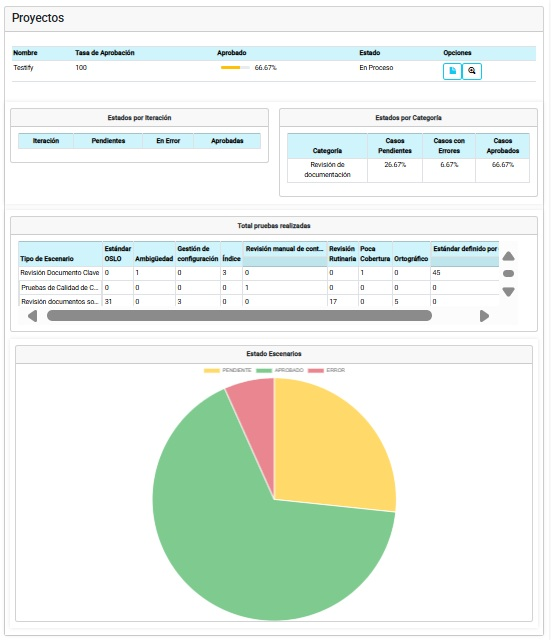 Proyectos
Nombre Tasa de Aprobación Aprobado Estado Opciones
Testify 100 66.67% En Proceso
Estados por Iteración
Iteración Pendientes En Error Aprobadas
Estados por Categoría
Categoría Casos Pendientes Casos con Errores Casos Aprobados
Revisión de documentación 26.67% 6.67% 66.67%
Total pruebas realizadas
Tipo de Escenario Estándar OSLO Ambigüedad Gestión de configuración Índice Revisión manual de cont... Revisión Rutinaria Poca Cobertura Ortográfico Estándar definido por
Revisión Documento Clave 0 1 0 3 0 0 1 0 45
Pruebas de Calidad de C... 0 0 0 0 1 0 0 0 0
Revisión documentos so... 31 0 3 0 0 17 0 5 0
Estado Escenarios
PENDIENTE APROBADO ERROR